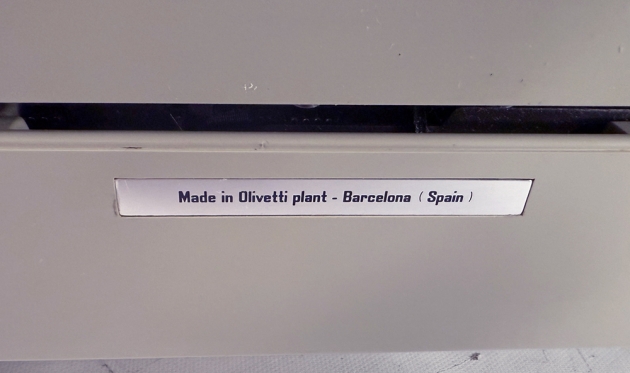 Made in Olivetti plant - Barcelona ( Spain )